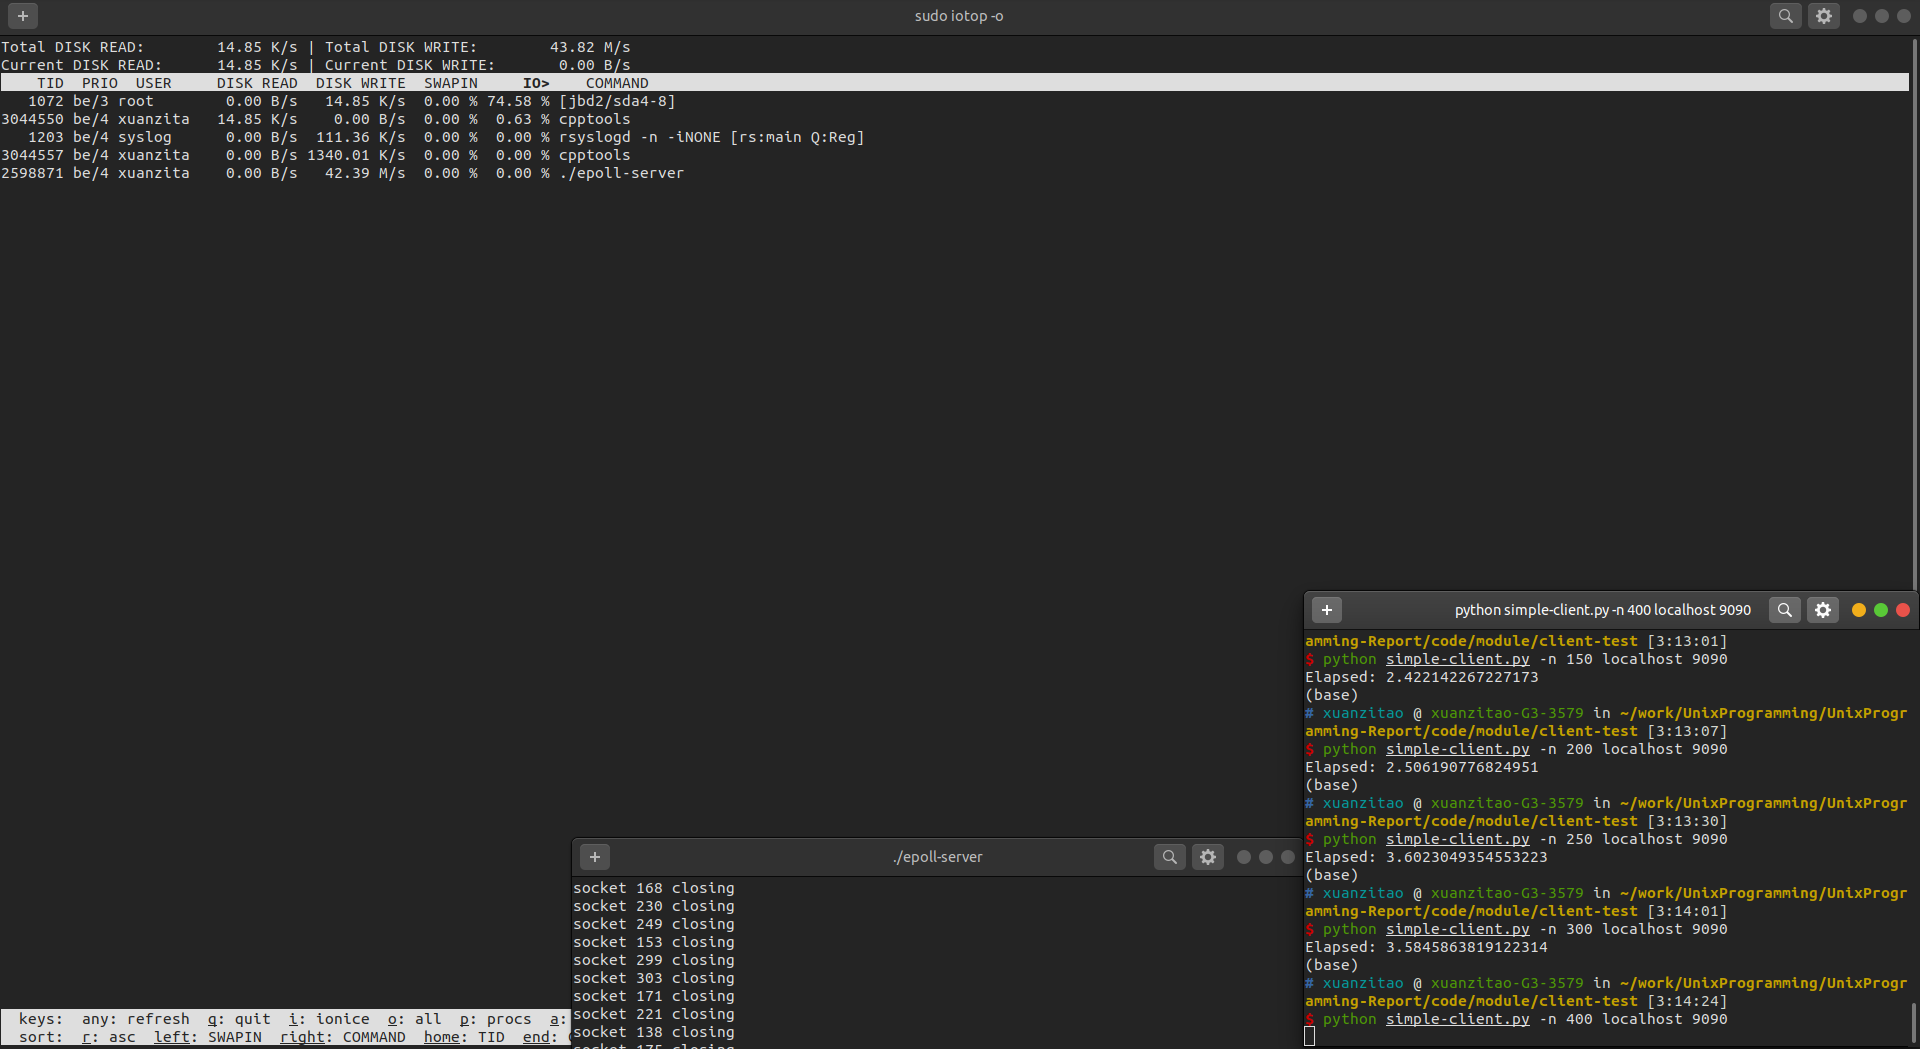 sudo iotop -o
Total DISK READ:        14.85 K/s | Total DISK WRITE:        43.82 M/s
Current DISK READ:      14.85 K/s | Current DISK WRITE:       0.00 B/s
    TID  PRIO  USER     DISK READ  DISK WRITE  SWAPIN     IO>    COMMAND
   1072 be/3 root        0.00 B/s   14.85 K/s  0.00 % 74.58 % [jbd2/sda4-8]
3044550 be/4 xuanzita   14.85 K/s    0.00 B/s  0.00 %  0.63 % cpptools
   1203 be/4 syslog      0.00 B/s  111.36 K/s  0.00 %  0.00 % rsyslogd -n -iNONE [rs:main Q:Reg]
3044557 be/4 xuanzita    0.00 B/s 1340.01 K/s  0.00 %  0.00 % cpptools
2598871 be/4 xuanzita    0.00 B/s   42.39 M/s  0.00 %  0.00 % ./epoll-server
keys:  any: refresh  q: quit  i: ionice  o: all  p: procs  a:
sort:  r: asc  left: SWAPIN  right: COMMAND  home: TID  end:
./epoll-server
socket 168 closing
socket 230 closing
socket 249 closing
socket 153 closing
socket 299 closing
socket 303 closing
socket 171 closing
socket 221 closing
socket 138 closing
socket 175 closing
python simple-client.py -n 400 localhost 9090
amming-Report/code/module/client-test [3:13:01]
$ python simple-client.py -n 150 localhost 9090
Elapsed: 2.422142267227173
(base)
# xuanzitao @ xuanzitao-G3-3579 in ~/work/UnixProgramming/UnixProgr
amming-Report/code/module/client-test [3:13:07]
$ python simple-client.py -n 200 localhost 9090
Elapsed: 2.506190776824951
(base)
# xuanzitao @ xuanzitao-G3-3579 in ~/work/UnixProgramming/UnixProgr
amming-Report/code/module/client-test [3:13:30]
$ python simple-client.py -n 250 localhost 9090
Elapsed: 3.6023049354553223
(base)
# xuanzitao @ xuanzitao-G3-3579 in ~/work/UnixProgramming/UnixProgr
amming-Report/code/module/client-test [3:14:01]
$ python simple-client.py -n 300 localhost 9090
Elapsed: 3.5845863819122314
(base)
# xuanzitao @ xuanzitao-G3-3579 in ~/work/UnixProgramming/UnixProgr
amming-Report/code/module/client-test [3:14:24]
$ python simple-client.py -n 400 localhost 9090